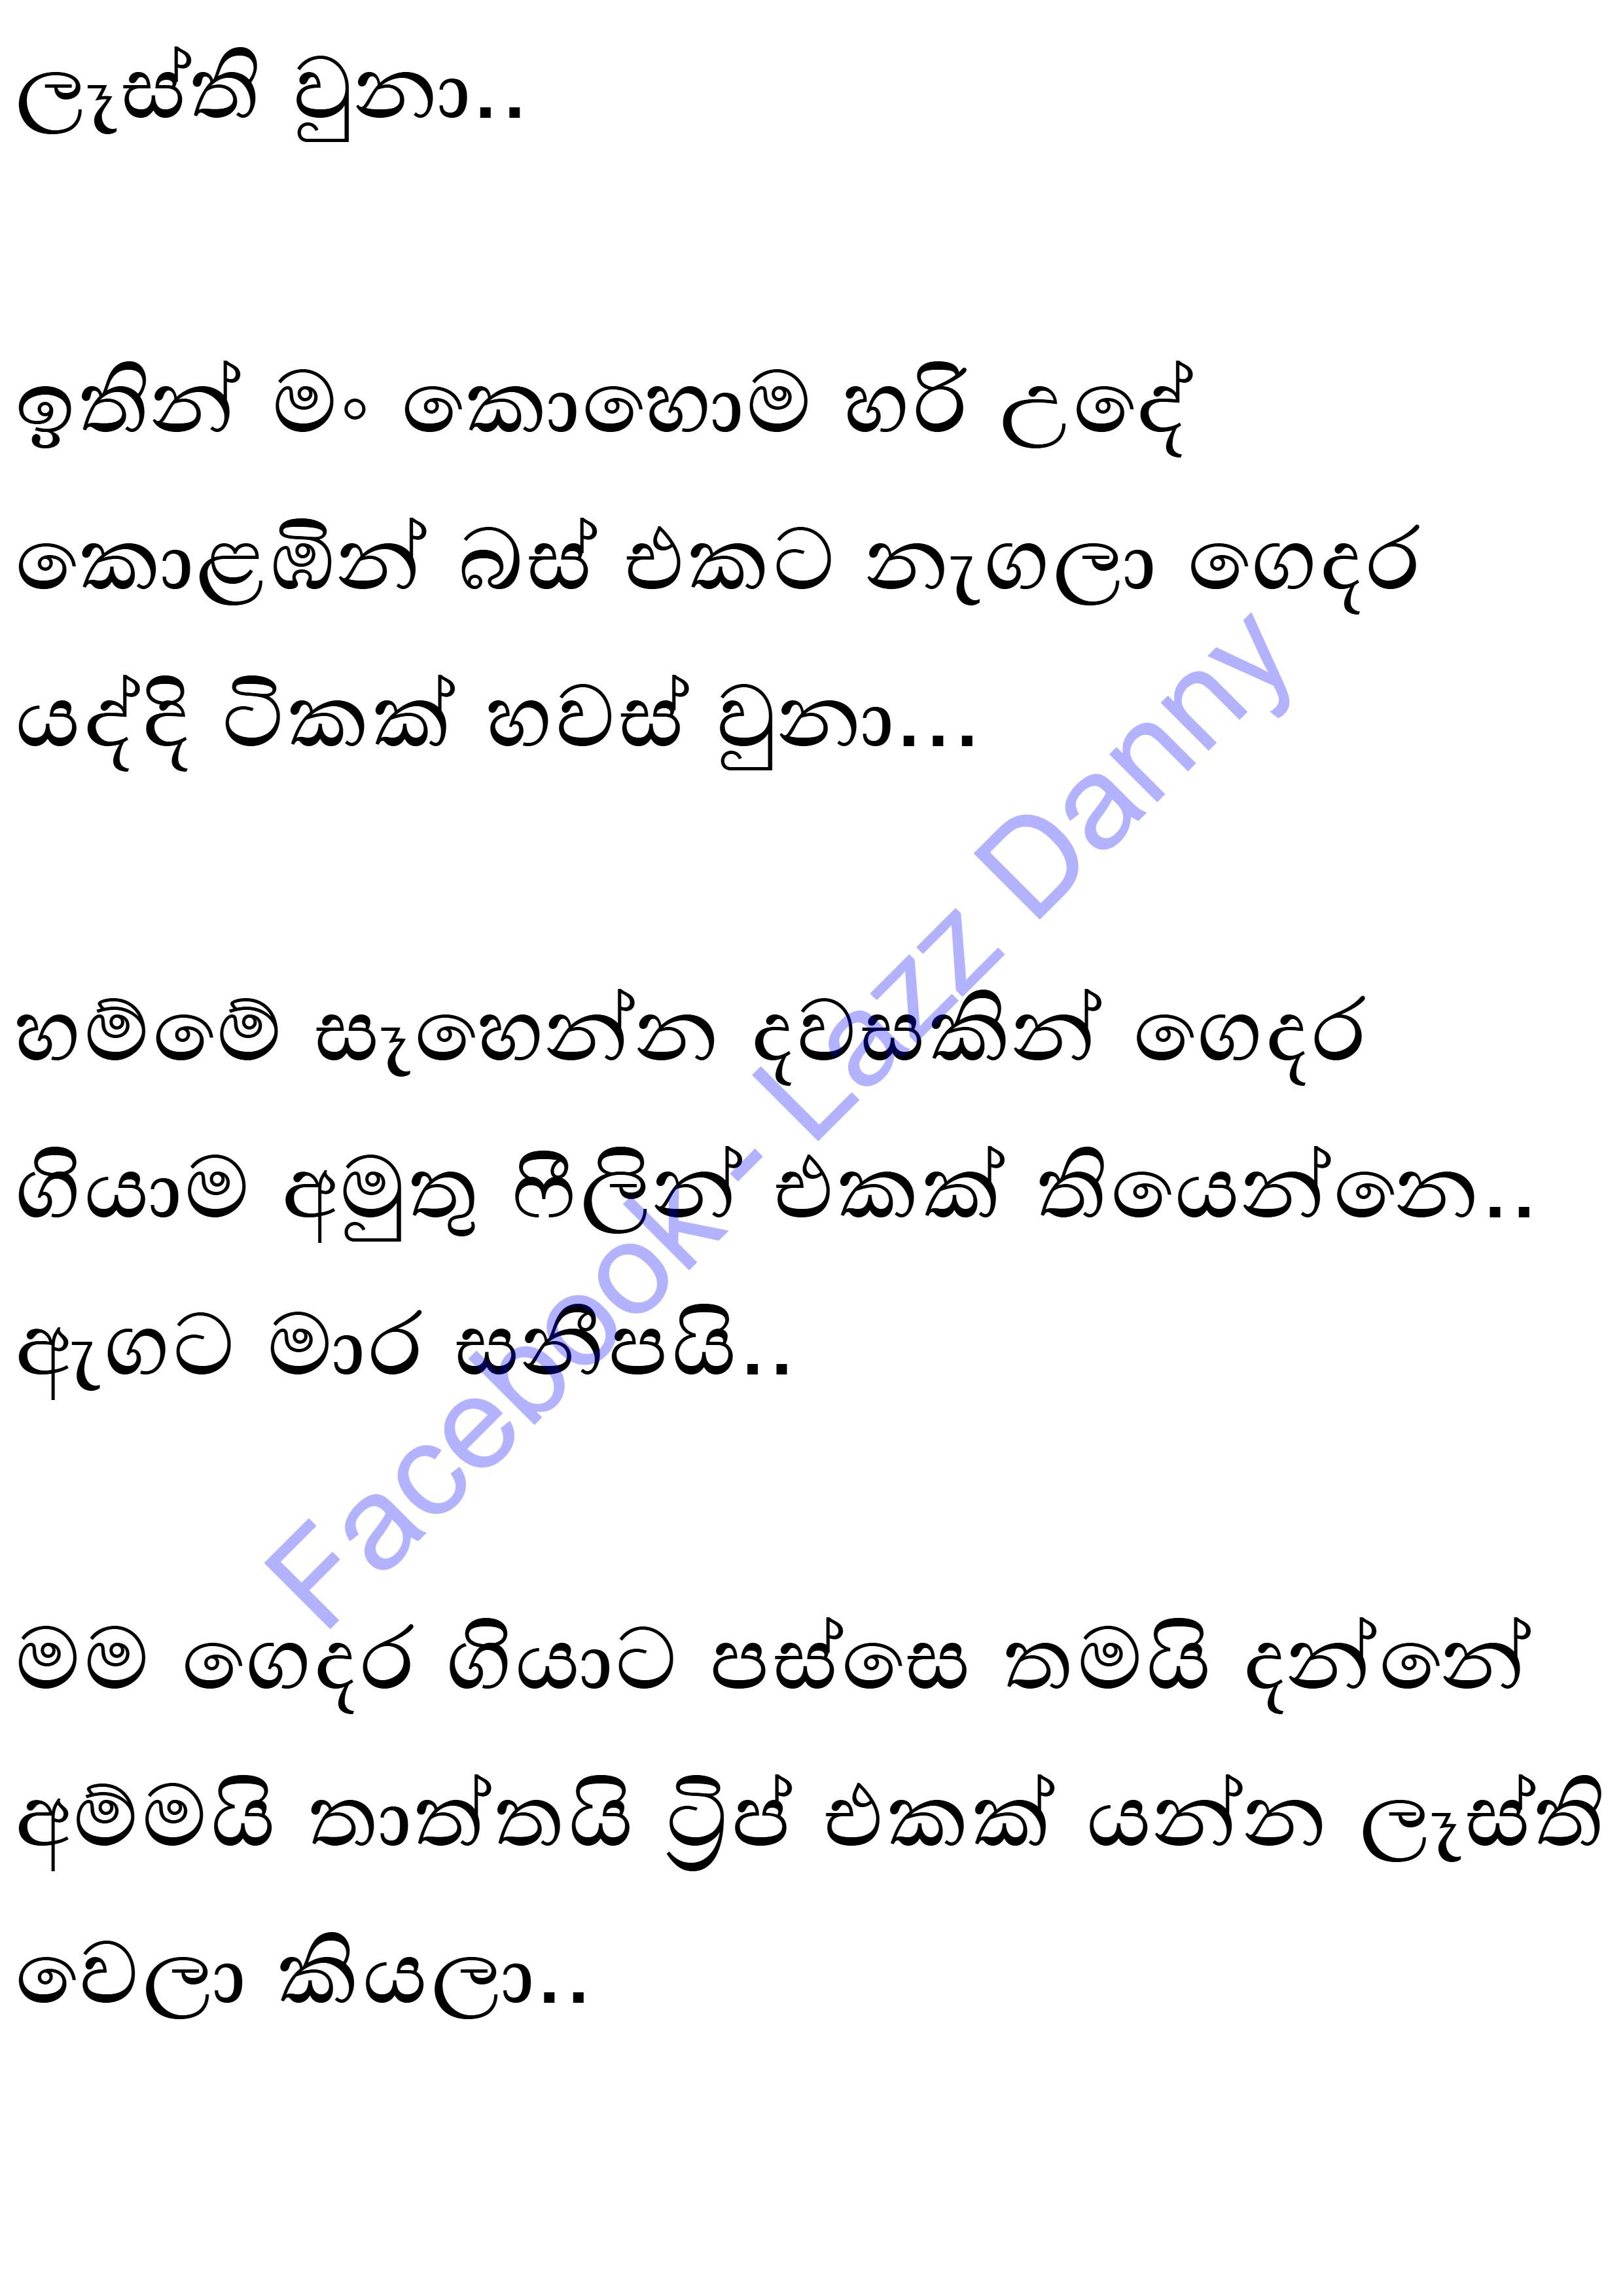 ලෑස්ති වුනා..
ඉතින් මං කොහොම හරි උදේ
කොළඹින් බස් එකට නැගලා ගෙදර
යද්දි ටිකක් හවස් වුනා...
හම්මේ සෑහෙන්න දවසකින් ගෙදර
ගියාම අමුතු ෆීලින් එකක් තියෙන්නෙ..
ඇගට මාර සනීපයි..
මම ගෙදර ගියාට පස්සෙ තමයි දන්නේ
අම්මයි තාත්තයි ට්‍රිප් එකක් යන්න ලෑස්ති
වෙලා කියලා..
Facebook - Lazz Danny